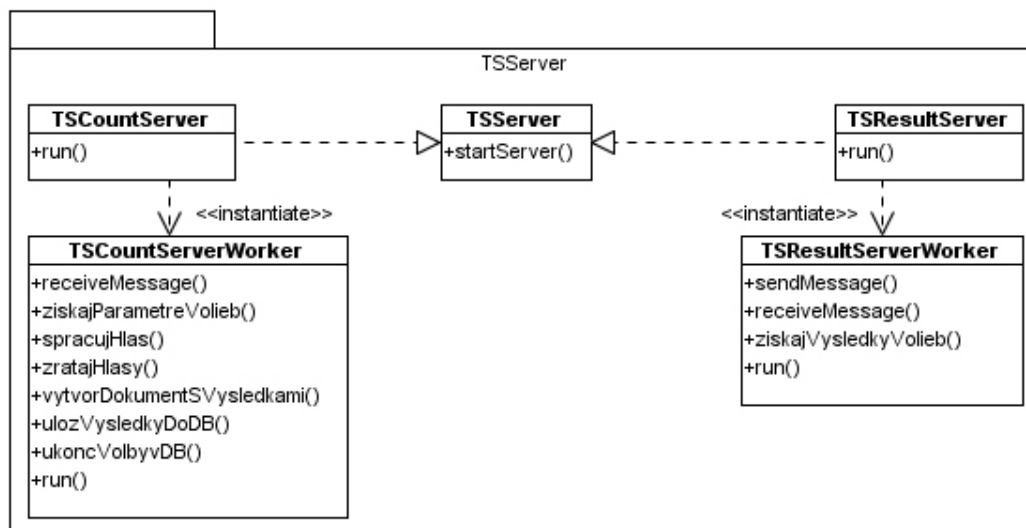 TSServer
TSCountServer
+run()
TSServer
+startServer()
TSResultServer
+run()
<<instantiate>>
<<instantiate>>
TSCountServerWorker
+receiveMessage()
+ziskajParametreVolieb()
+spracujHlas()
+zratajHlasy()
+vytvorDokumentSVysledkami()
+ulozVysledkyDoDB()
+ukoncVolbyvDB()
+run()
TSResultServerWorker
+sendMessage()
+receiveMessage()
+ziskajVysledkyVolieb()
+run()